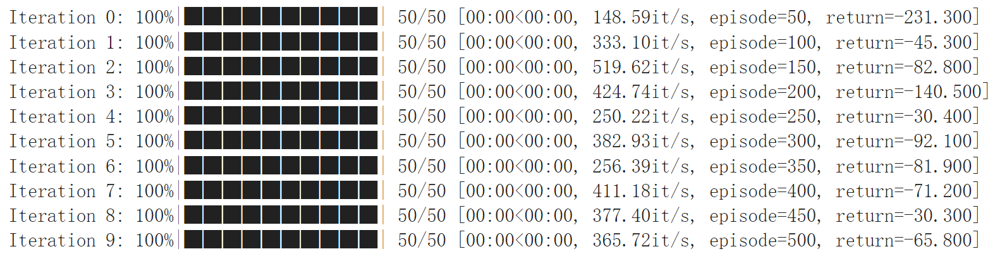 Iteration 0: 100%|██████████| 50/50 [00:00<00:00, 148.59it/s, episode=50, return=-231.300]
Iteration 1: 100%|██████████| 50/50 [00:00<00:00, 333.10it/s, episode=100, return=-45.300]
Iteration 2: 100%|██████████| 50/50 [00:00<00:00, 519.62it/s, episode=150, return=-82.800]
Iteration 3: 100%|██████████| 50/50 [00:00<00:00, 424.74it/s, episode=200, return=-140.500]
Iteration 4: 100%|██████████| 50/50 [00:00<00:00, 250.22it/s, episode=250, return=-30.400]
Iteration 5: 100%|██████████| 50/50 [00:00<00:00, 382.93it/s, episode=300, return=-92.100]
Iteration 6: 100%|██████████| 50/50 [00:00<00:00, 256.39it/s, episode=350, return=-81.900]
Iteration 7: 100%|██████████| 50/50 [00:00<00:00, 411.18it/s, episode=400, return=-71.200]
Iteration 8: 100%|██████████| 50/50 [00:00<00:00, 377.40it/s, episode=450, return=-30.300]
Iteration 9: 100%|██████████| 50/50 [00:00<00:00, 365.72it/s, episode=500, return=-65.800]